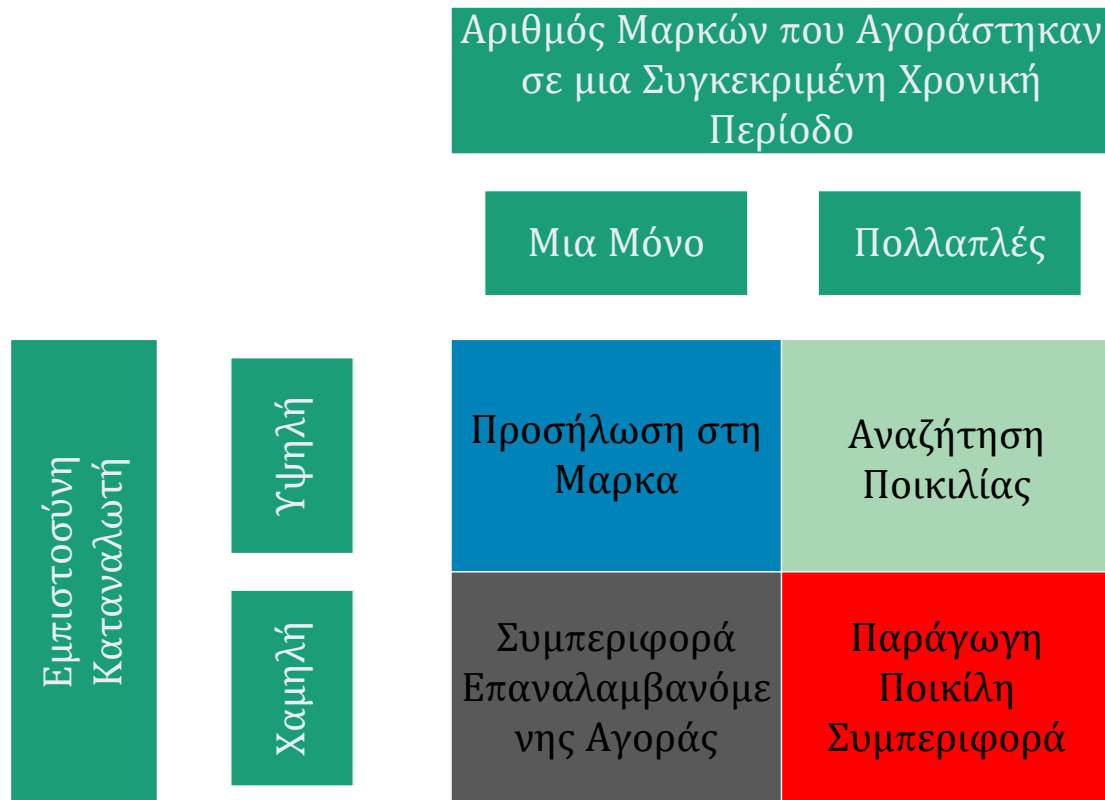 Αριθμός Μαρκών που Αγοράστηκαν
σε μια Συγκεκριμένη Χρονική
Περίοδο
Μια Μόνο
Πολλαπλές
Εμπιστοσύνη
Καταναλωτή
Υψηλή
Προσήλωση στη
Μαρκα
Αναζήτηση
Ποικιλίας
Χαμηλή
Συμπεριφορά
Επαναλαμβανόμε
νης Αγοράς
Παράγωγη
Ποικίλη
Συμπεριφορά